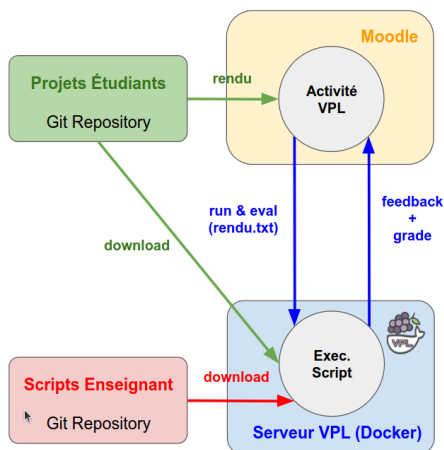 Moodle
Projets Étudiants
Git Repository
rendu
Activité
VPL
run & eval
(rendu.txt)
feedback
+
grade
download
VPL
Scripts Enseignant
Git Repository
download
Exec.
Script
Serveur VPL (Docker)